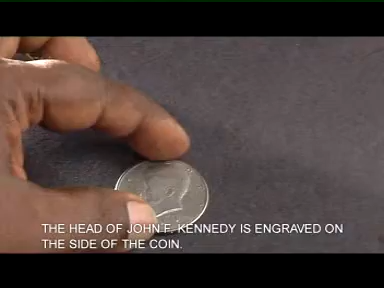 THE HEAD OF JOHN F. KENNEDY IS ENGRAVED ON
THE SIDE OF THE COIN.